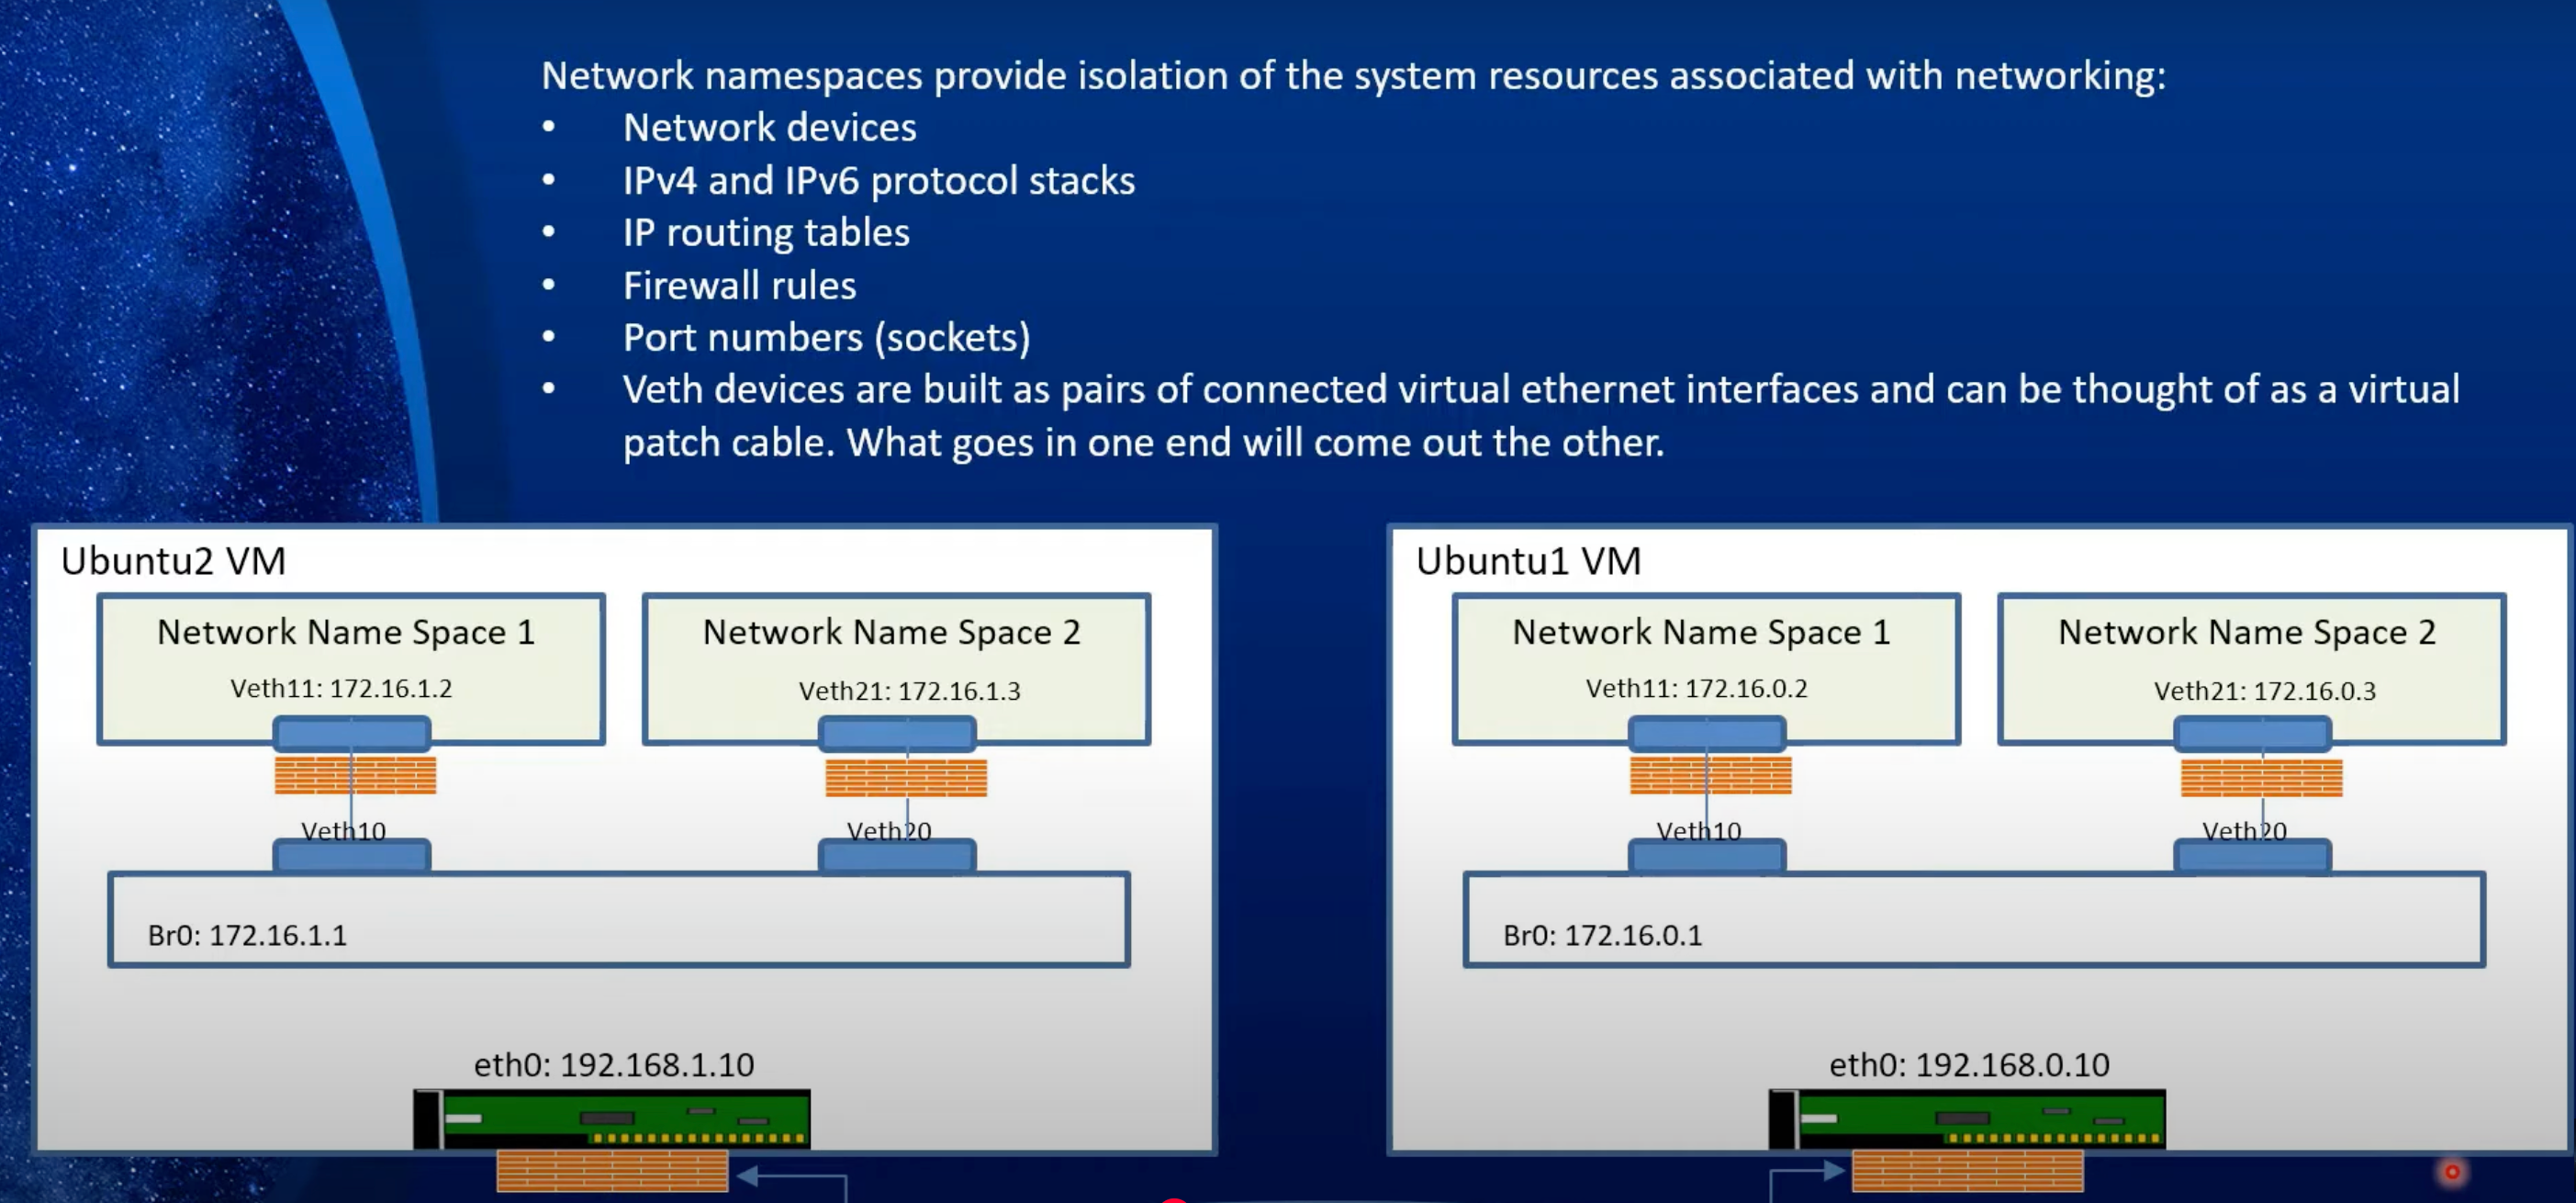 Network namespaces provide isolation of the system resources associated with networking:
• Network devices
• IPv4 and IPv6 protocol stacks
• IP routing tables
• Firewall rules
• Port numbers (sockets)
• Veth devices are built as pairs of connected virtual ethernet interfaces and can be thought of as a virtual
patch cable. What goes in one end will come out the other.
Ubuntu2 VM
Network Name Space 1
Veth11: 172.16.1.2
Network Name Space 2
Veth21: 172.16.1.3
Veth10
Veth20
Br0: 172.16.1.1
eth0: 192.168.1.10
Ubuntu1 VM
Network Name Space 1
Veth11: 172.16.0.2
Network Name Space 2
Veth21: 172.16.0.3
Veth10
Veth20
Br0: 172.16.0.1
eth0: 192.168.0.10